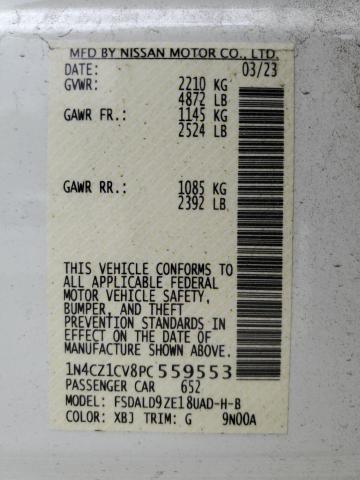 MFD BY NISSAN MOTOR CO., LTD.
DATE: 03/23
GVWR: 2210 KG
4872 LB
GAWR FR.: 1145 KG
2524 LB
GAWR RR.: 1085 KG
2392 LB
THIS VEHICLE CONFORMS TO
ALL APPLICABLE FEDERAL
MOTOR VEHICLE SAFETY,
BUMPER, AND THEFT
PREVENTION STANDARDS IN
EFFECT ON THE DATE OF
MANUFACTURE SHOWN ABOVE.
1N4CZ1CV8PC559553
PASSENGER CAR 652
MODEL: FSDALD9ZE18UAD-H-B
COLOR: XBJ TRIM: G 9N00A